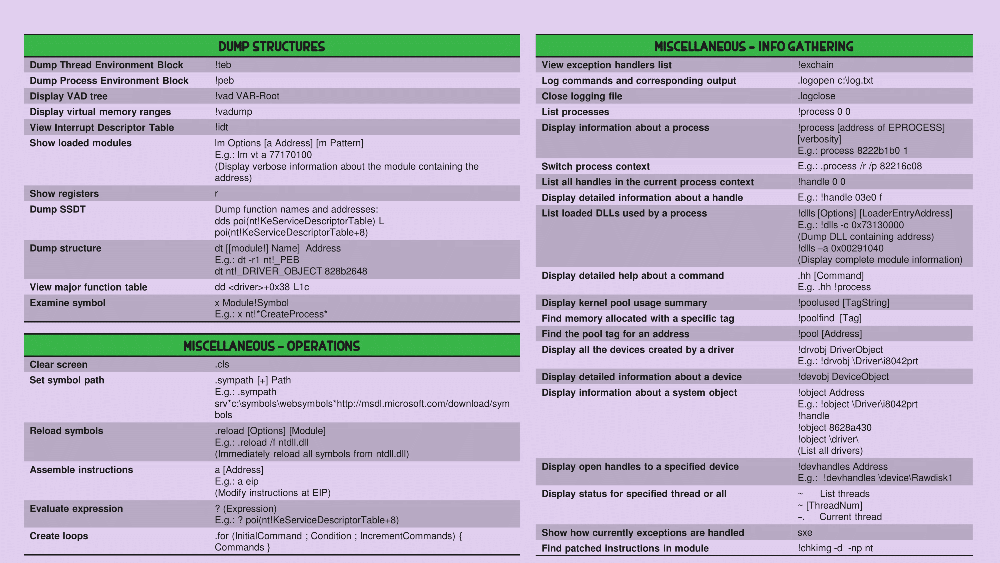 DUMP STRUCTURES
Dump Thread Environment Block !teb
Dump Process Environment Block !peb
Display VAD tree !vad VAR-Root
Display virtual memory ranges !vadump
View Interrupt Descriptor Table !idt
Show loaded modules lm Options [a Address] [m Pattern]
E.g.: lm vt a 77170100
(Display verbose information about the module containing the
address)
Show registers r
Dump SSDT Dump function names and addresses:
dds poi(nt!KeServiceDescriptorTable) L
poi(nt!KeServiceDescriptorTable+8)
Dump structure dt [[module!] Name] Address
E.g.: dt -r1 nt!_PEB
dt nt!_DRIVER_OBJECT 828b2648
View major function table dd <driver>+0x38 L1c
Examine symbol x Module!Symbol
E.g.: x nt!*CreateProcess*
MISCELLANEOUS - OPERATIONS
Clear screen .cls
Set symbol path .sympath [+] Path
E.g.: .sympath
srv*c:\symbols\websymbols*http://msdl.microsoft.com/download/sym
bols
Reload symbols .reload [Options] [Module]
E.g.: .reload /f ntdll.dll
(Immediately reload all symbols from ntdll.dll)
Assemble instructions a [Address]
E.g.: a eip
(Modify instructions at EIP)
Evaluate expression ? (Expression)
E.g.: ? poi(nt!KeServiceDescriptorTable+8)
Create loops .for (InitialCommand ; Condition ; IncrementCommands) {
Commands }
MISCELLANEOUS - INFO GATHERING
View exception handlers list !exchain
Log commands and corresponding output .logopen c:\log.txt
Close logging file .logclose
List processes !process 0 0
Display information about a process !process [address of EPROCESS]
[verbosity]
E.g.: process 8222b1b0 1
Switch process context E.g.: .process /r /p 82216c08
List all handles in the current process context !handle 0 0
Display detailed information about a handle E.g.: !handle 03e0 f
List loaded DLLs used by a process !dlls [Options] [LoaderEntryAddress]
E.g.: !dlls -c 0x73130000
(Dump DLL containing address)
!dlls –a 0x00291040
(Display complete module information)
Display detailed help about a command .hh [Command]
E.g. .hh !process
Display kernel pool usage summary !poolused [TagString]
Find memory allocated with a specific tag !poolfind [Tag]
Find the pool tag for an address !pool [Address]
Display all the devices created by a driver !drvobj DriverObject
E.g.: !drvobj \Driver\i8042prt
Display detailed information about a device !devobj DeviceObject
Display information about a system object !object Address
E.g.: !object \Driver\i8042prt
!handle
!object 8628a430
!object \driver\
(List all drivers)
Display open handles to a specified device !devhandles Address
E.g.: !devhandles \device\Rawdisk1
Display status for specified thread or all ~ List threads
~ [ThreadNum]
~. Current thread
Show how currently exceptions are handled sxe
Find patched instructions in module !chkimg -d -np nt